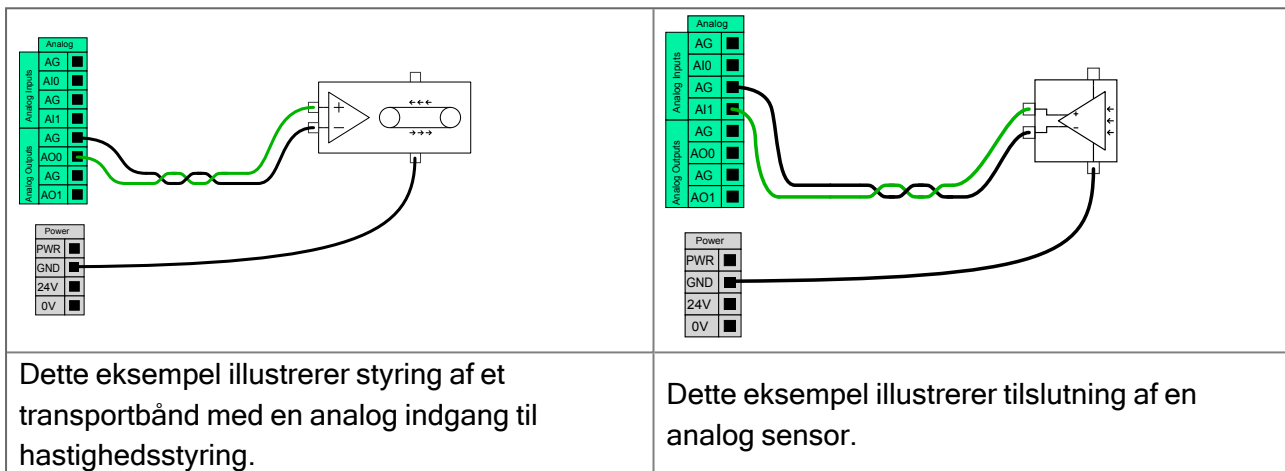 Analog
Analog Inputs
AG
AI0
AG
AI1
Analog Outputs
AG
AO0
AG
AO1
+
−
Power
PWR
GND
24V
0V
Dette eksempel illustrerer styring af et
transportbånd med en analog indgang til
hastighedsstyring.
Analog
Analog Inputs
AG
AI0
AG
AI1
Analog Outputs
AG
AO0
AG
AO1
+
−
Power
PWR
GND
24V
0V
Dette eksempel illustrerer tilslutning af en
analog sensor.